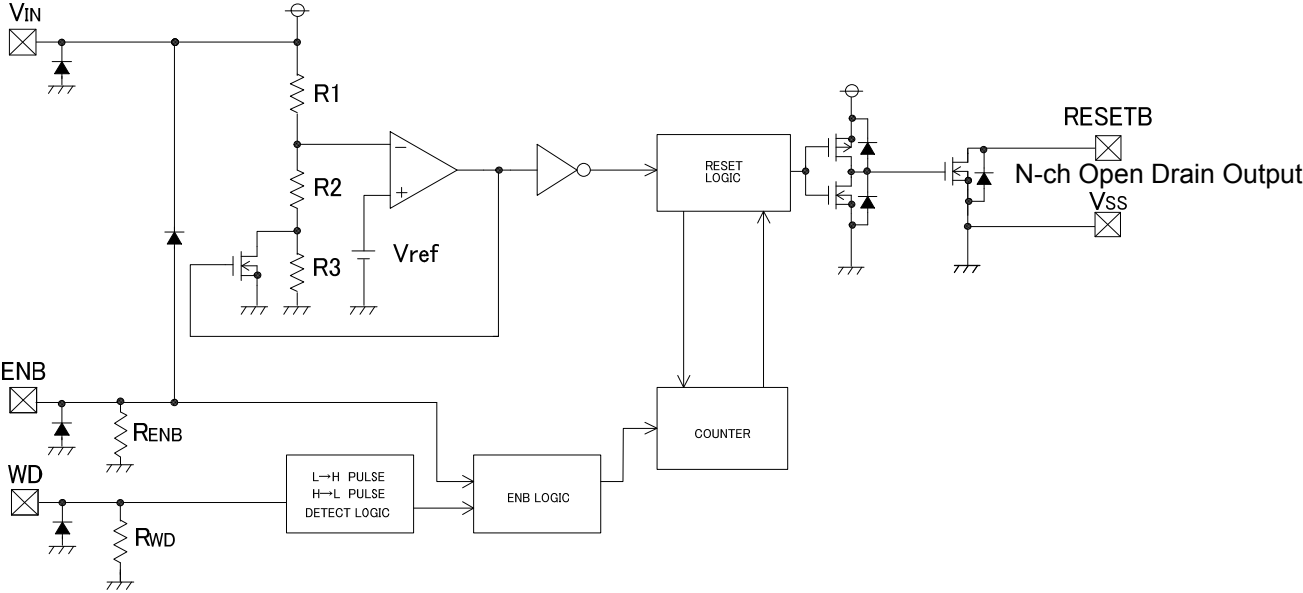 VIN
R1
R2
R3
−
+
Vref
RESET
LOGIC
RESETB
N-ch Open Drain Output
VSS
ENB
RENB
COUNTER
WD
RWD
L→H PULSE
H→L PULSE
DETECT LOGIC
ENB LOGIC